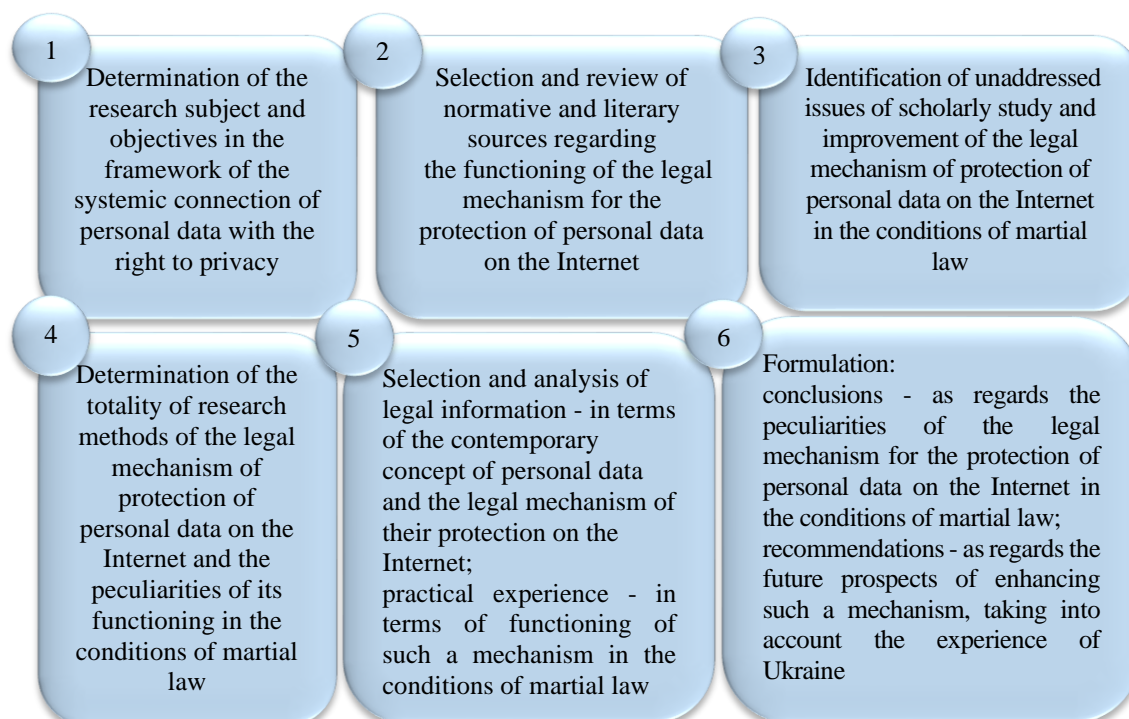 1
Determination of the
research subject and
objectives in the
framework of the
systemic connection of
personal data with the
right to privacy
2
Selection and review of
normative and literary
sources regarding
the functioning of the legal
mechanism for the
protection of personal data
on the Internet
3
Identification of unaddressed
issues of scholarly study and
improvement of the legal
mechanism of protection of
personal data on the Internet
in the conditions of martial
law
4
Determination of the
totality of research
methods of the legal
mechanism of
protection of
personal data on the
Internet and the
peculiarities of its
functioning in the
conditions of martial
law
5
Selection and analysis of
legal information - in terms
of the contemporary
concept of personal data
and the legal mechanism of
their protection on the
Internet;
practical experience - in
terms of functioning of
such a mechanism in the
conditions of martial law
6
Formulation:
conclusions - as regards the
peculiarities of the legal
mechanism for the protection of
personal data on the Internet in
the conditions of martial law;
recommendations - as regards the
future prospects of enhancing
such a mechanism, taking into
account the experience of
Ukraine